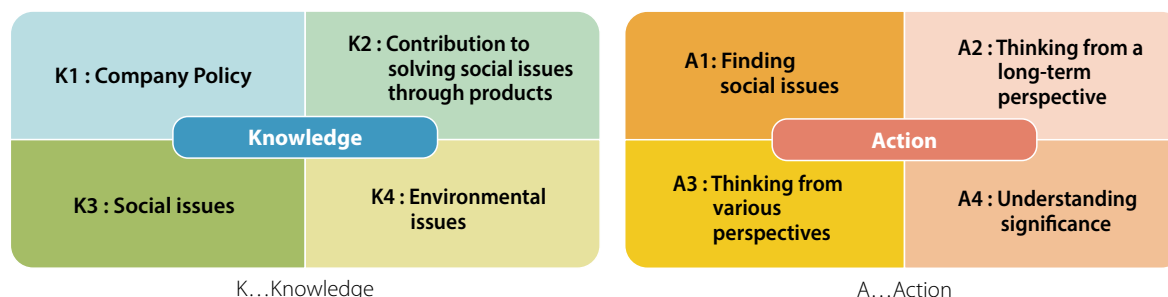 K1 : Company Policy
K2 : Contribution to
solving social issues
through products
Knowledge
K3 : Social issues
K4 : Environmental
issues
K…Knowledge
A1: Finding
social issues
A2 : Thinking from a
long-term
perspective
Action
A3 : Thinking from
various
perspectives
A4 : Understanding
significance
A…Action